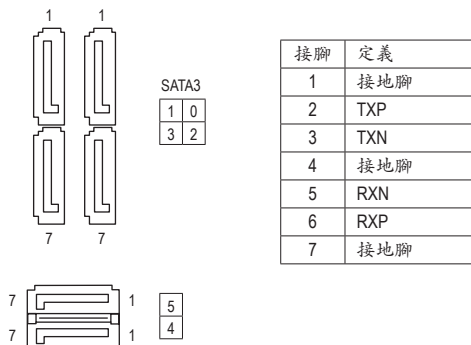 1 1
SATA3
1 0
3 2
7 7
7 1 5
7 1 4
接腳 定義
1 接地腳
2 TXP
3 TXN
4 接地腳
5 RXN
6 RXP
7 接地腳